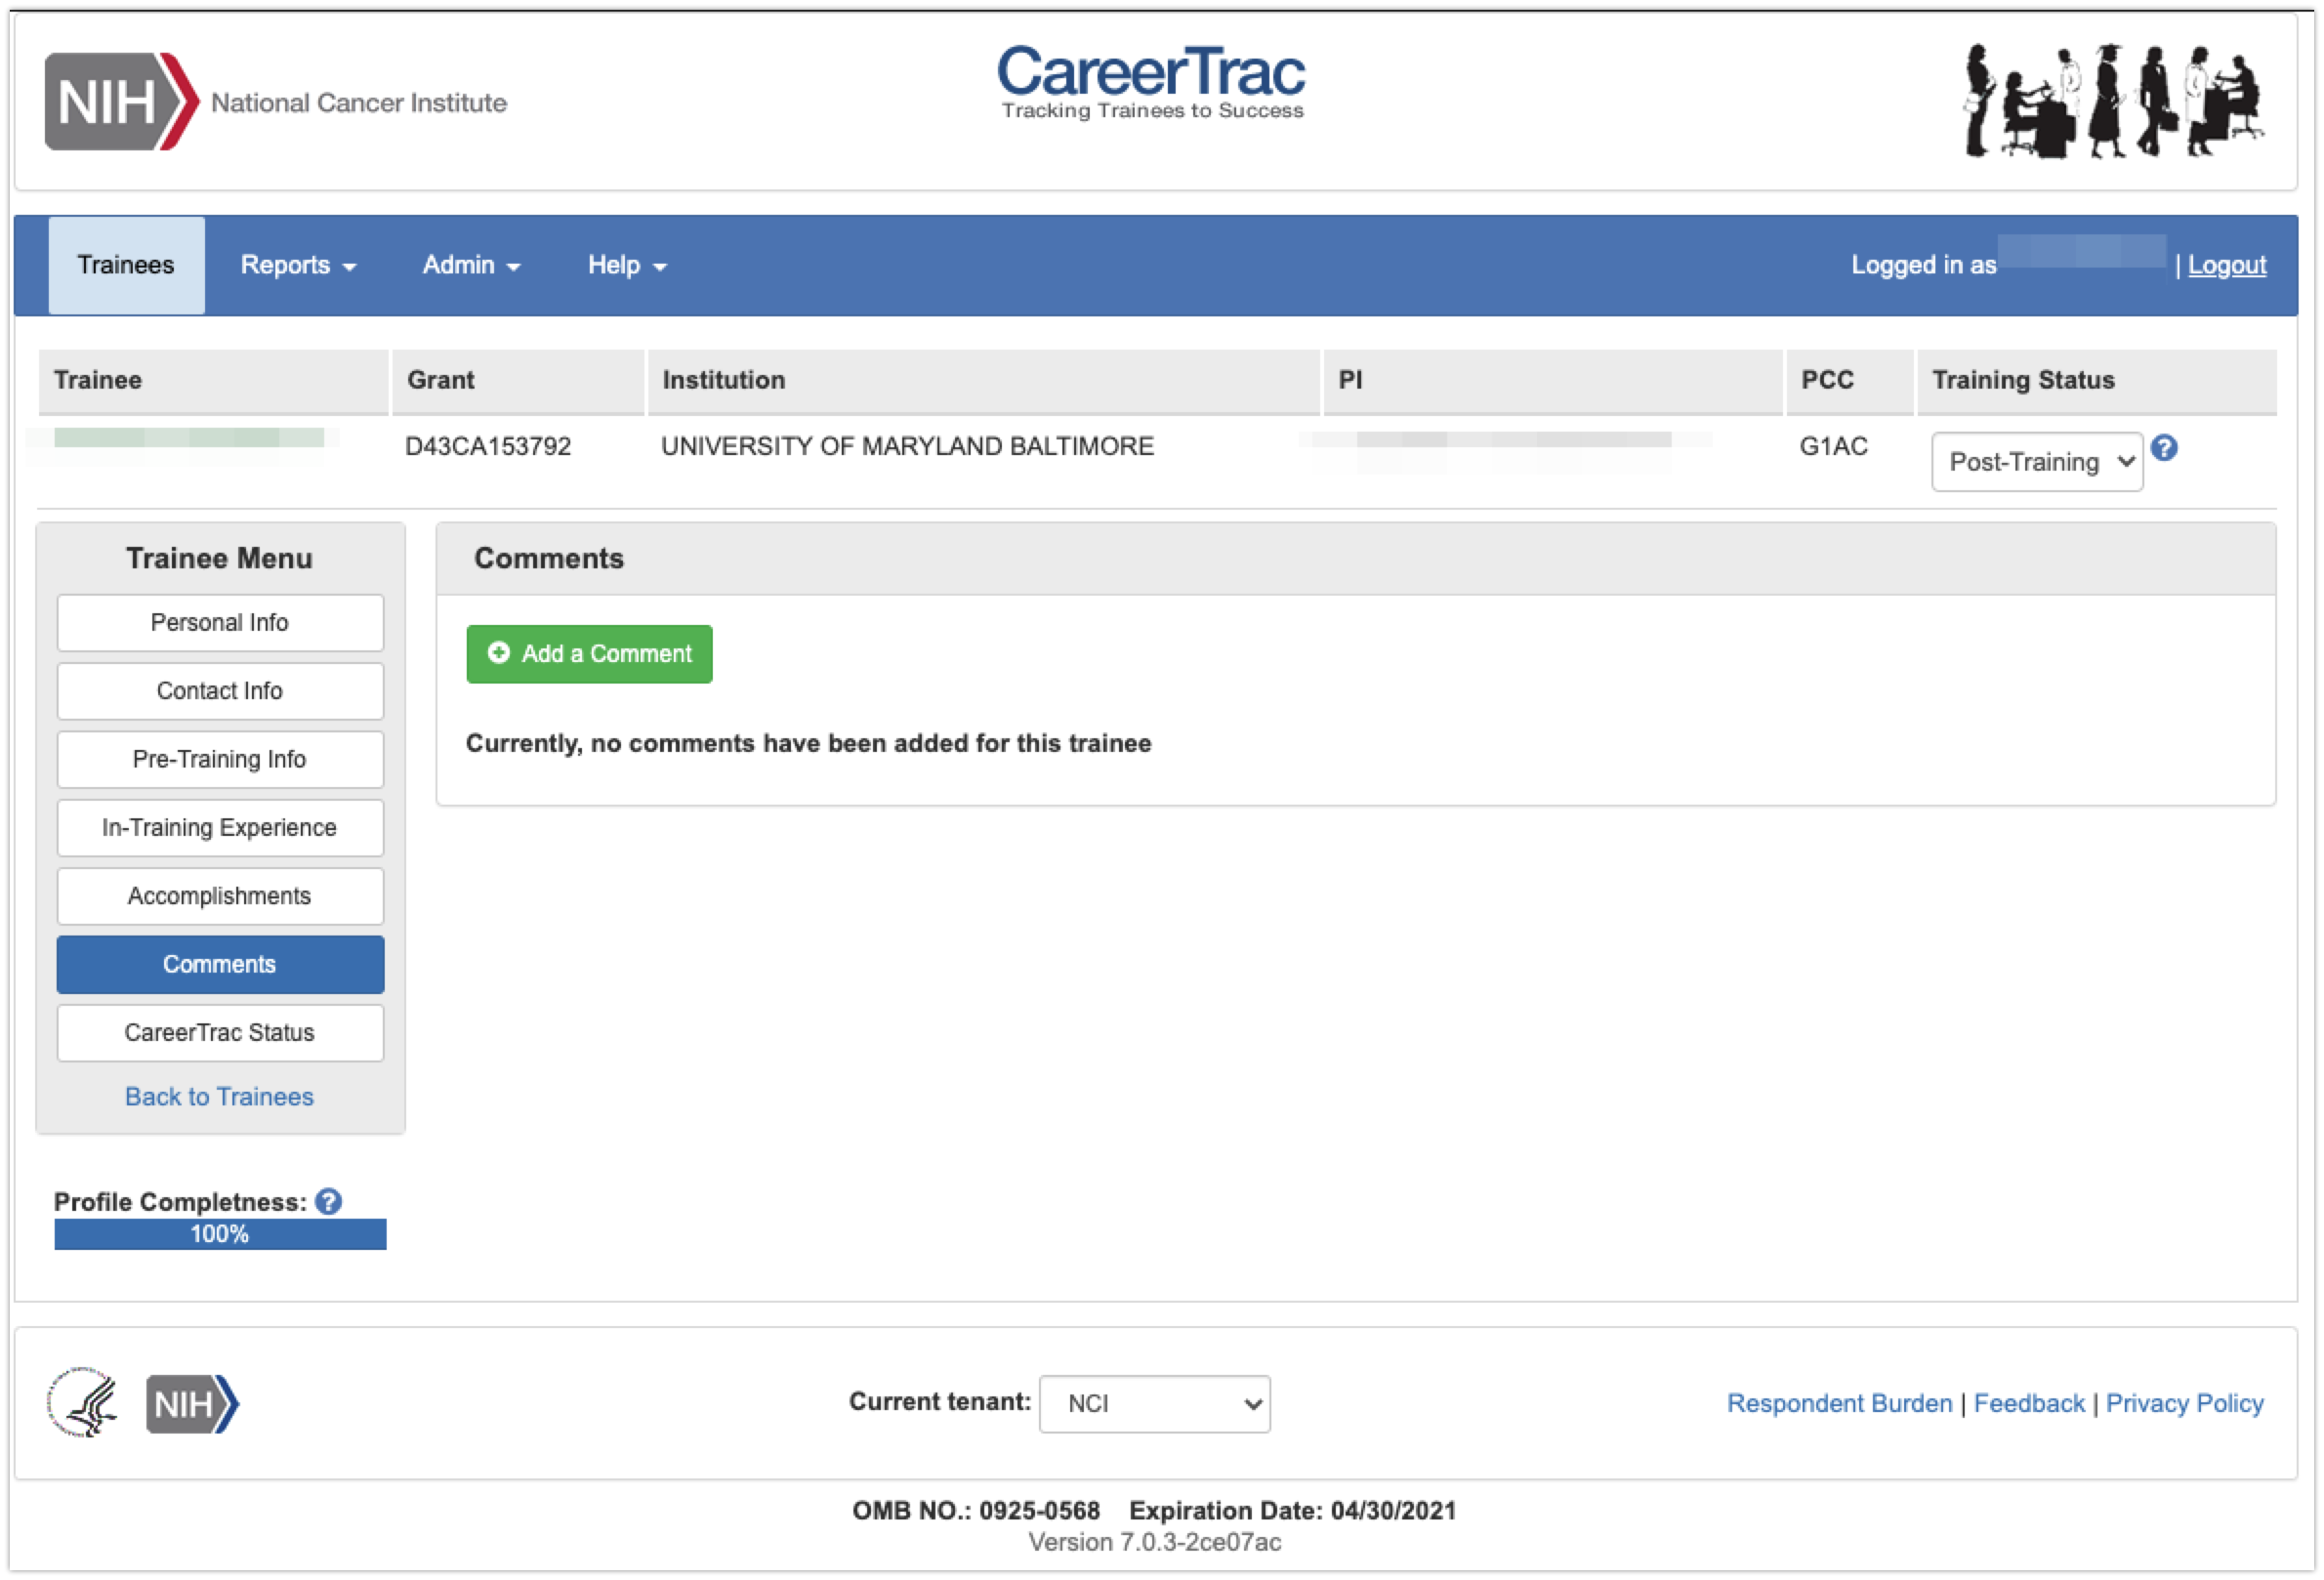 NIH National Cancer Institute
CareerTrac
Tracking Trainees to Success
Trainees Reports Admin Help Logged in as | Logout
Trainee Grant Institution PI PCC Training Status
D43CA153792 UNIVERSITY OF MARYLAND BALTIMORE G1AC Post-Training ?
Trainee Menu
Personal Info
Contact Info
Pre-Training Info
In-Training Experience
Accomplishments
Comments
CareerTrac Status
Back to Trainees
Comments
Add a Comment
Currently, no comments have been added for this trainee
Profile Completness: ?
100%
NIH Current tenant: NCI Respondent Burden | Feedback | Privacy Policy
OMB NO.: 0925-0568 Expiration Date: 04/30/2021
Version 7.0.3-2ce07ac